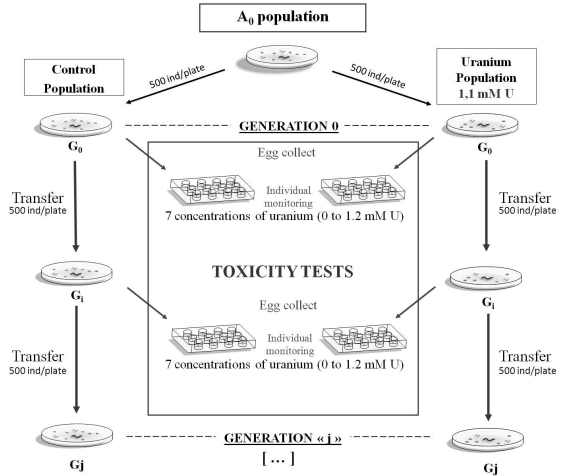 A0 population
Control
Population
500 ind/plate
500 ind/plate
Uranium
Population
1,1 mM U
GENERATION 0
G0
G0
Egg collect
Individual
monitoring
7 concentrations of uranium (0 to 1.2 mM U)
Transfer
500 ind/plate
Transfer
500 ind/plate
TOXICITY TESTS
Gi
Gi
Egg collect
Individual
monitoring
7 concentrations of uranium (0 to 1.2 mM U)
Transfer
500 ind/plate
Transfer
500 ind/plate
GENERATION « j »
Gj
[ ... ]
Gj